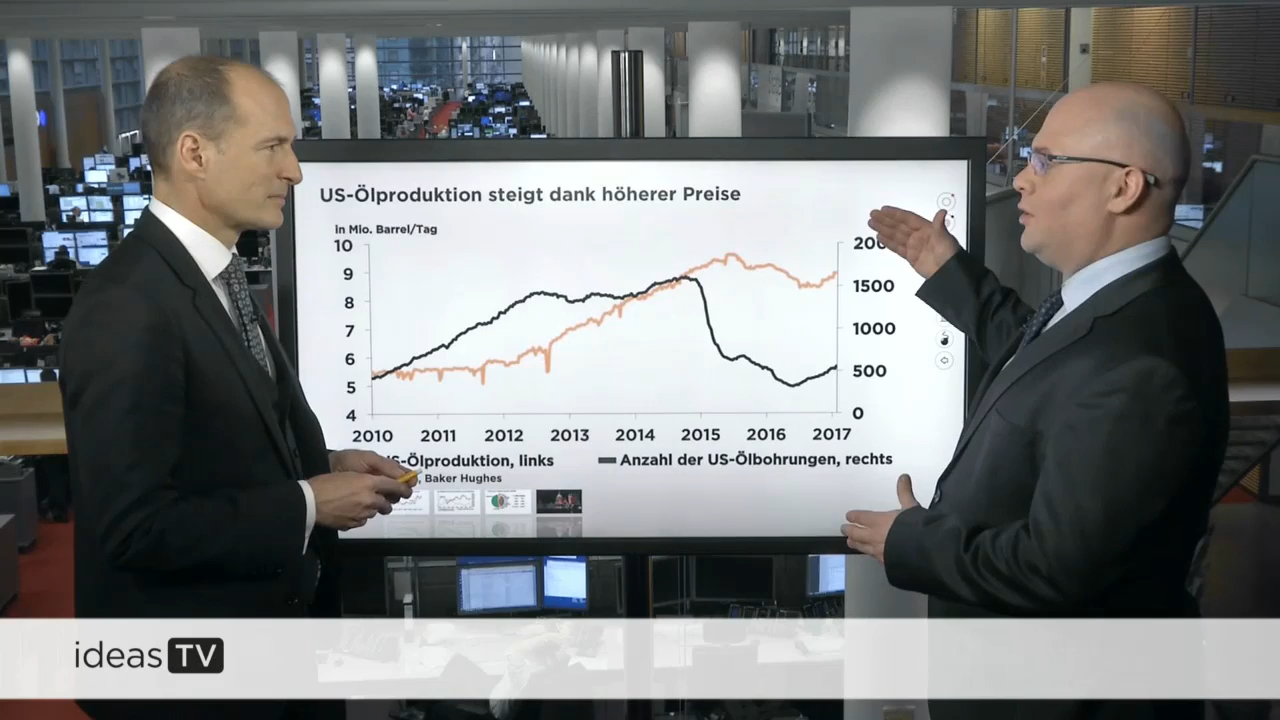 US-Ölproduktion steigt dank höherer Preise
in Mio. Barrel/Tag
10
9
8
7
6
5
4
1500
1000
500
0
2010 2011 2012 2013 2014 2015 2016 2017
Ölproduktion, links
Anzahl der US-Ölbohrungen, rechts
Baker Hughes
ideas TV